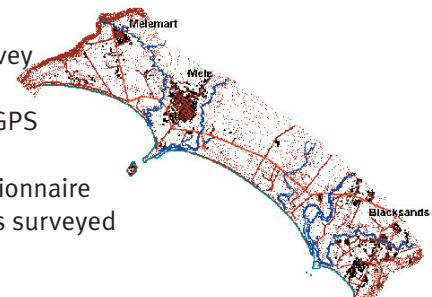 Melemart
vey
Mele
GPS
ionnaire
s surveyed
Blacksands